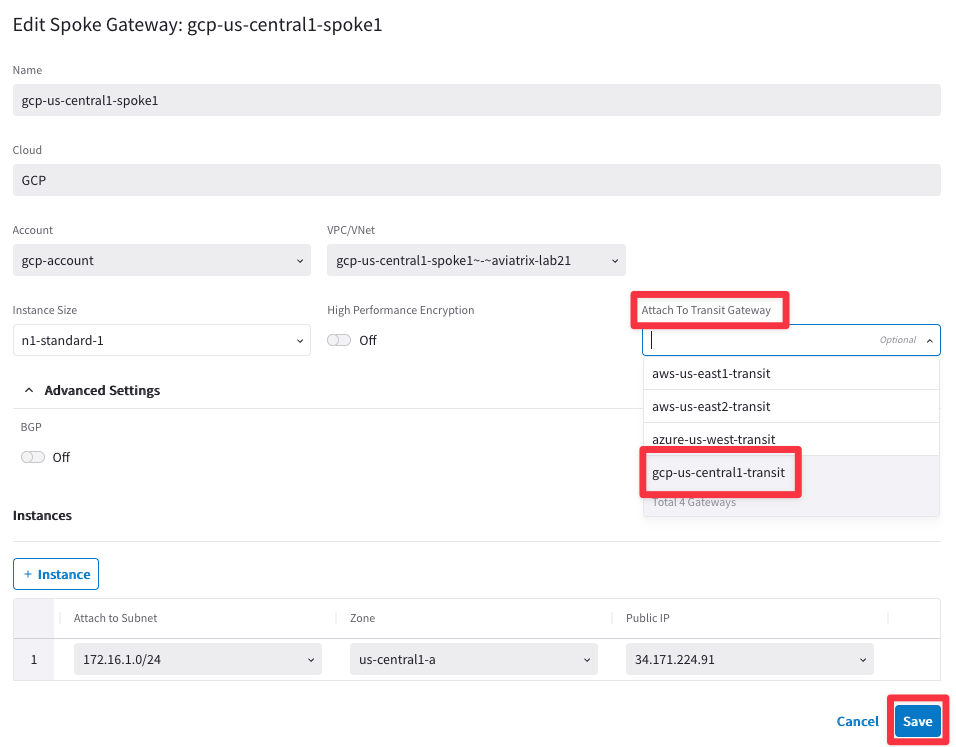 Edit Spoke Gateway: gcp-us-central1-spoke1
Name
gcp-us-central1-spoke1
Cloud
GCP
Account
VPC/VNet
gcp-account
gcp-us-central1-spoke1~-~aviatrix-lab21
Instance Size
High Performance Encryption
Attach To Transit Gateway
n1-standard-1
Off
Optional
aws-us-east1-transit
aws-us-east2-transit
azure-us-west-transit
gcp-us-central1-transit
Total 4 Gateways
Advanced Settings
BGP
Off
Instances
+ Instance
Attach to Subnet
Zone
Public IP
1
172.16.1.0/24
us-central1-a
34.171.224.91
Cancel
Save